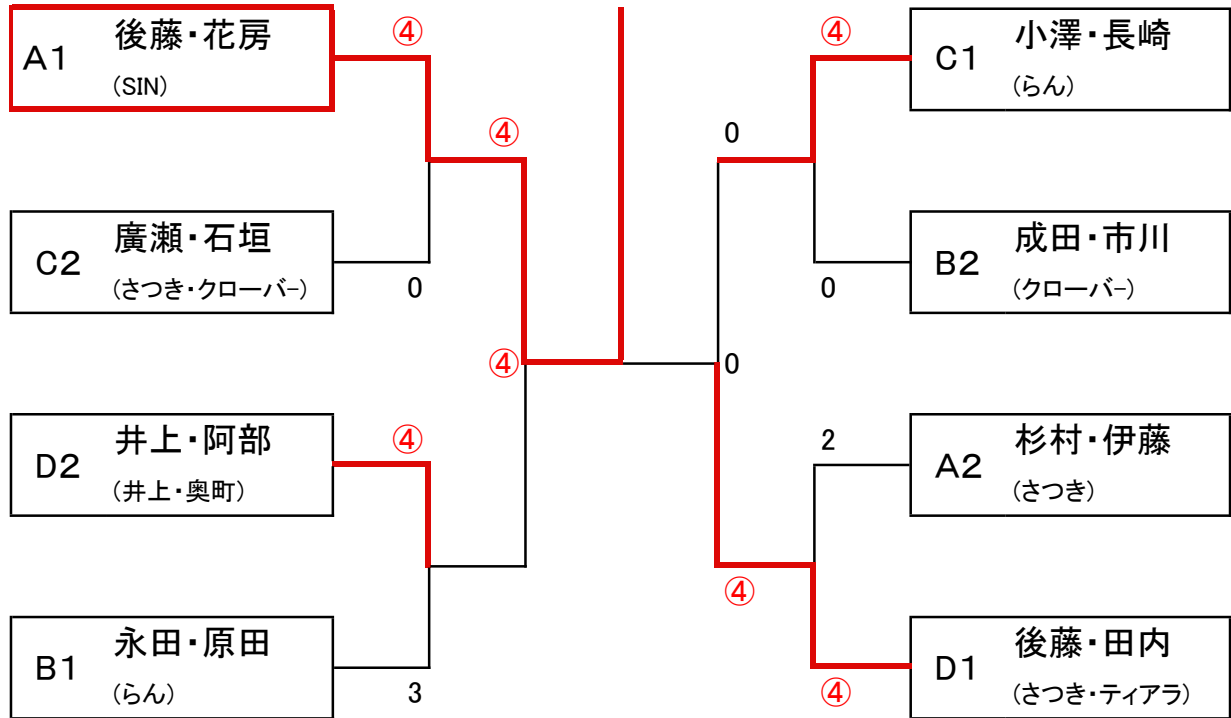 A1 後藤・花房
(SIN)
④
④
C2 廣瀬・石垣
(さつき・クローバｰ)
0
④
D2 井上・阿部
(井上・奥町)
④
B1 永田・原田
(らん)
3
④
C1 小澤・長崎
(らん)
0
B2 成田・市川
(クローバｰ)
0
0
2
A2 杉村・伊藤
(さつき)
④
D1 後藤・田内
(さつき・ティアラ)
④